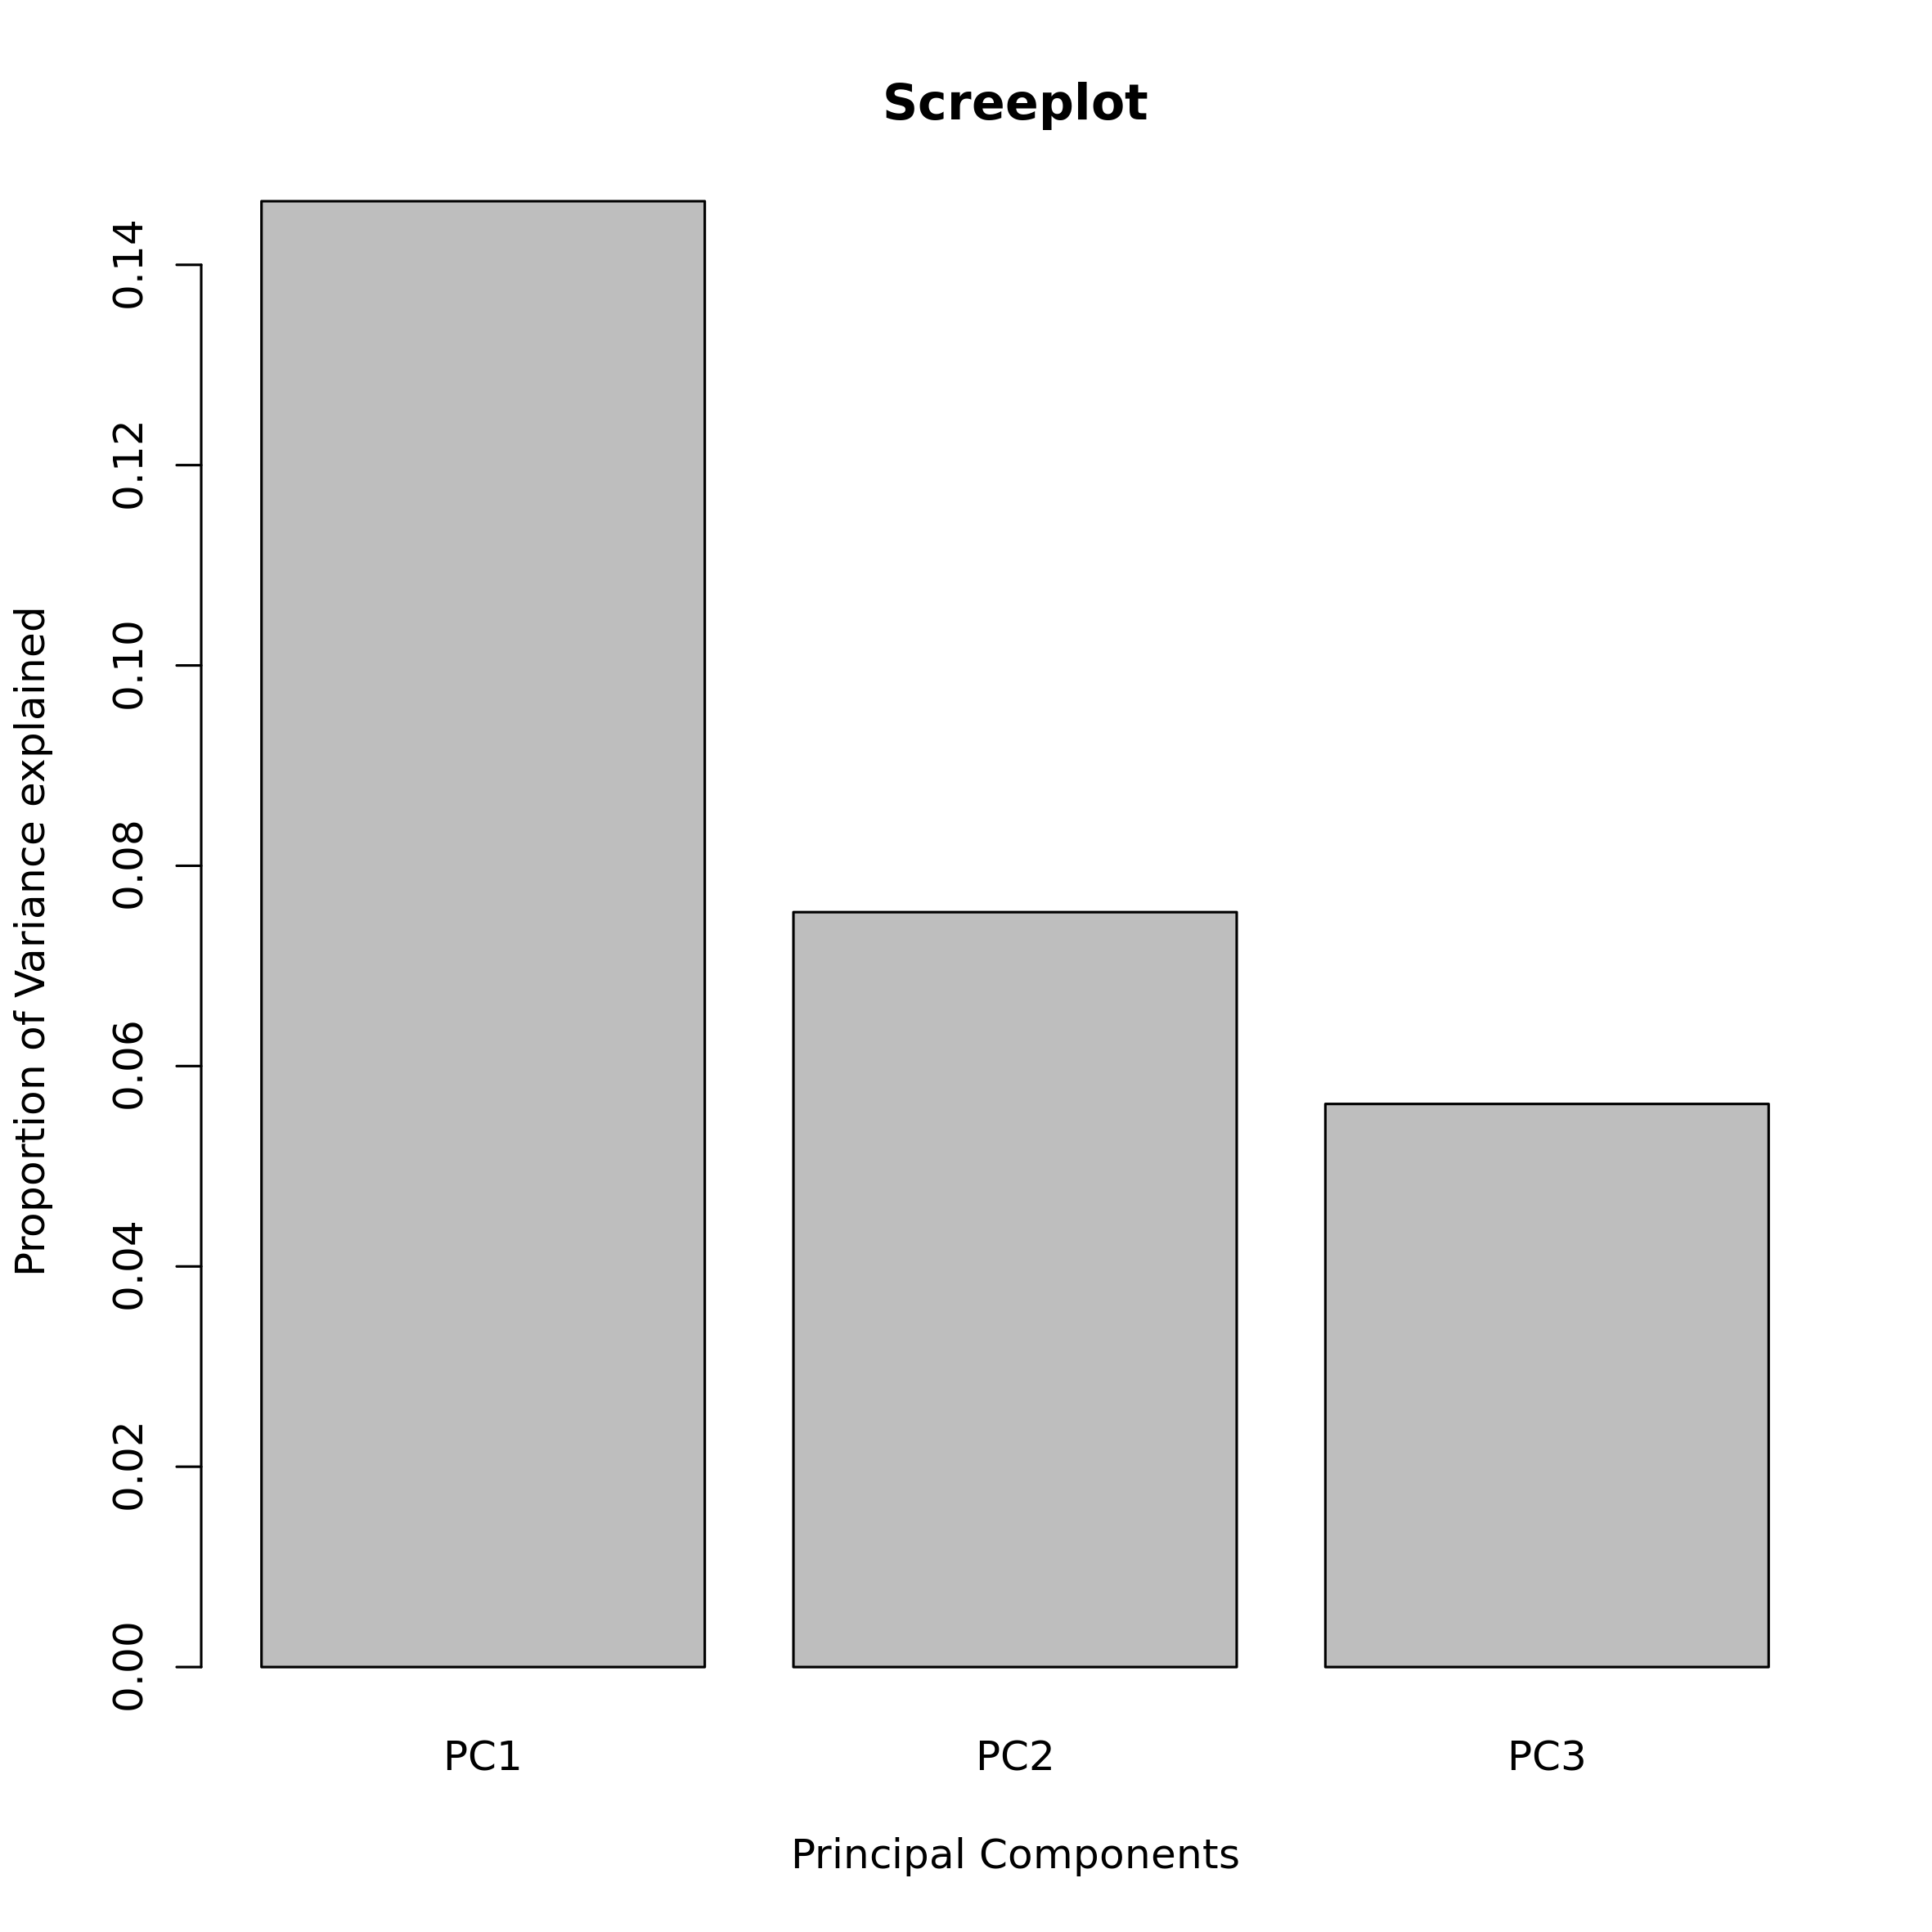 Screeplot
Proportion of Variance explained
0.14
0.12
0.10
0.08
0.06
0.04
0.02
0.00
PC1 PC2 PC3
Principal Components